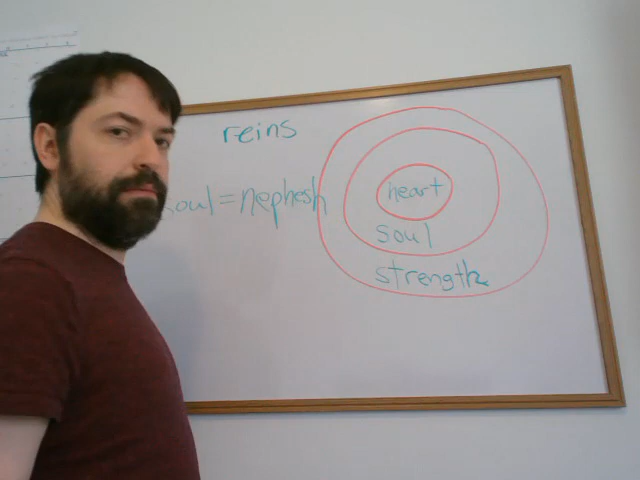 reins
soul = nephesh
heart
soul
strength